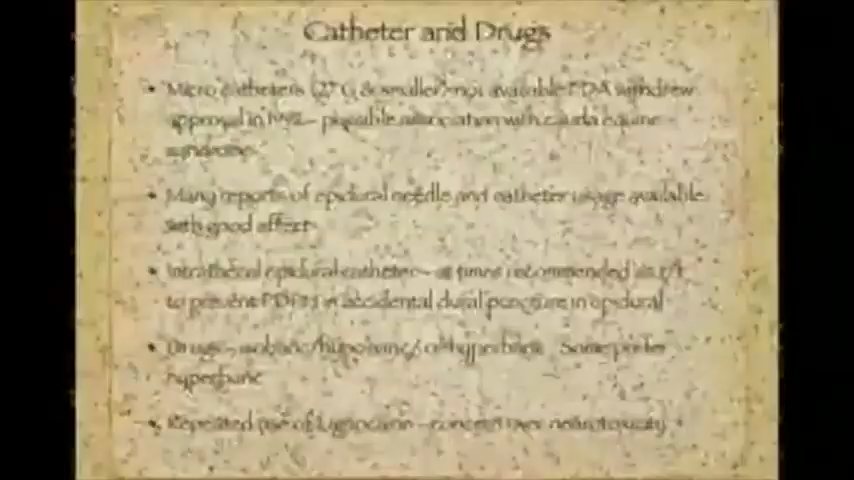 Catheter and Drugs
• Micro catheters (27 G & smaller) not available FDA withdrew
approval in 1992 – possible association with cauda equine
syndrome
• Many reports of epidural needle and catheter usage available
with good effect
• Intrathecal epidural catheter – at times recommended as
to prevent PDPH in accidental dural puncture in epidural
• Drugs – isobaric/hypobaric/ or hyperbaric Some prefer
hyperbaric
• Repeated use of Lignocaine – concern over neurotoxicity